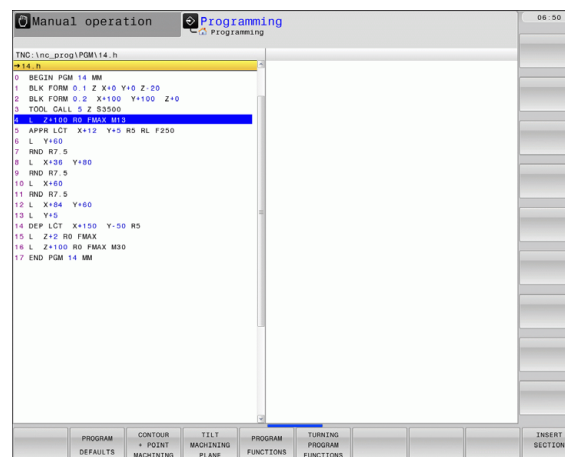 Manual operation
Programming
Programming
06:50
TNC:\nc_prog\PGM\14.h
→14.h
0 BEGIN PGM 14 MM
1 BLK FORM 0.1 Z X+0 Y+0 Z-20
2 BLK FORM 0.2 X+100 Y+100 Z+0
3 TOOL CALL 5 Z S3500
4 L Z+100 R0 FMAX M13
5 APPR LCT X+12 Y+5 R5 RL F250
6 L Y+60
7 RND R7.5
8 L X+36 Y+80
9 RND R7.5
10 L X+60
11 RND R7.5
12 L X+84 Y+60
13 L Y+5
14 DEP LCT X+150 Y-50 R5
15 L Z+2 R0 FMAX
16 L Z+100 R0 FMAX M30
17 END PGM 14 MM
PROGRAM
DEFAULTS
CONTOUR
+ POINT
MACHINING
TILT
MACHINING
PLANE
PROGRAM
FUNCTIONS
TURNING
PROGRAM
FUNCTIONS
INSERT
SECTION